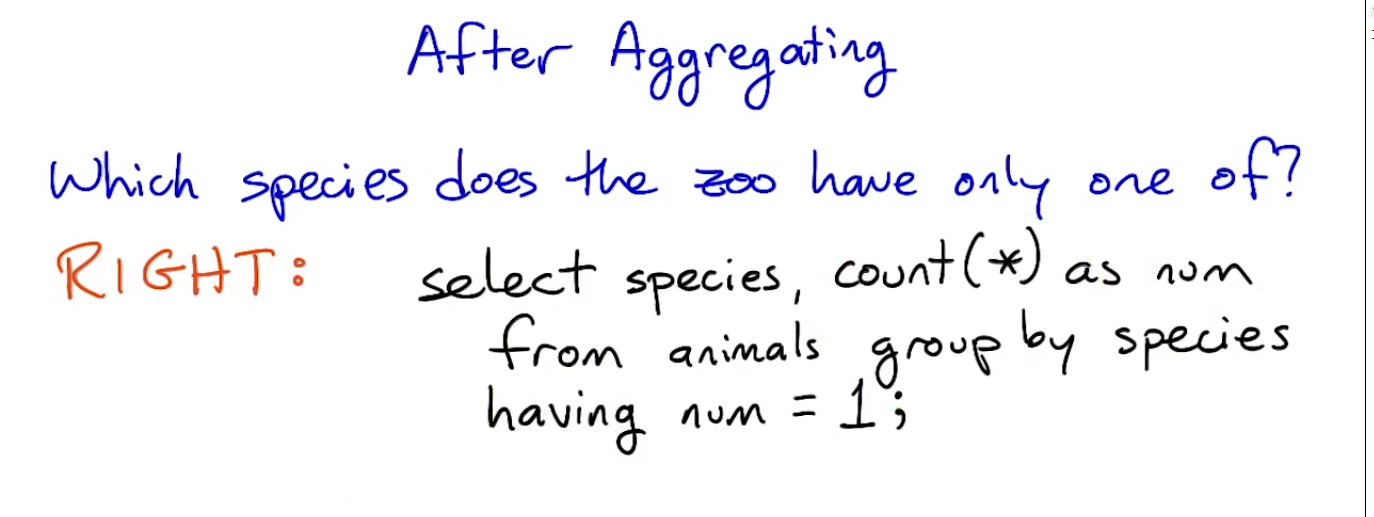 After Aggregating
Which species does the zoo have only one of?
RIGHT: select species, count(*) as num
from animals group by species
having num = 1;